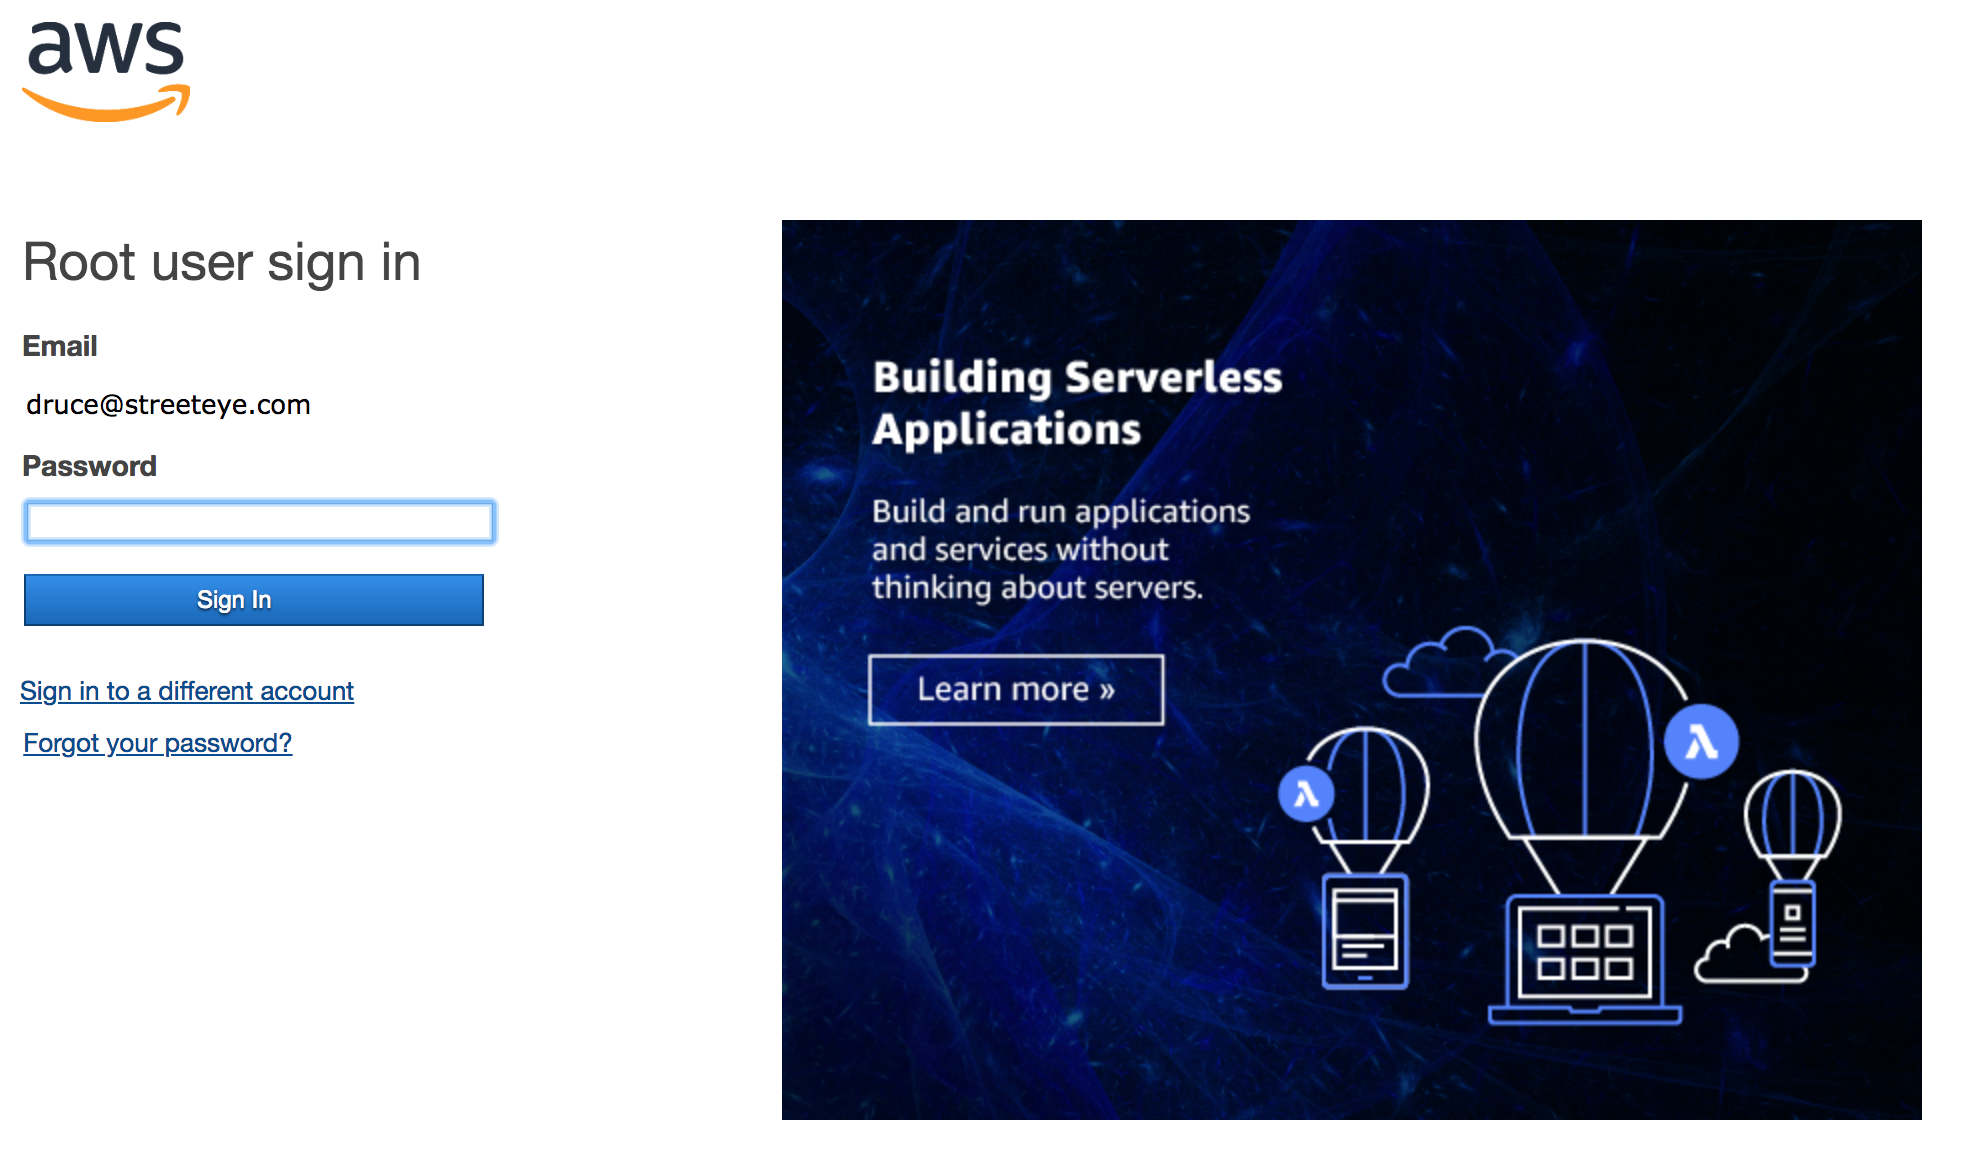 aws
Root user sign in
Email
druce@streeteye.com
Password
Sign In
Sign in to a different account
Forgot your password?
Building Serverless
Applications
Build and run applications
and services without
thinking about servers.
Learn more »